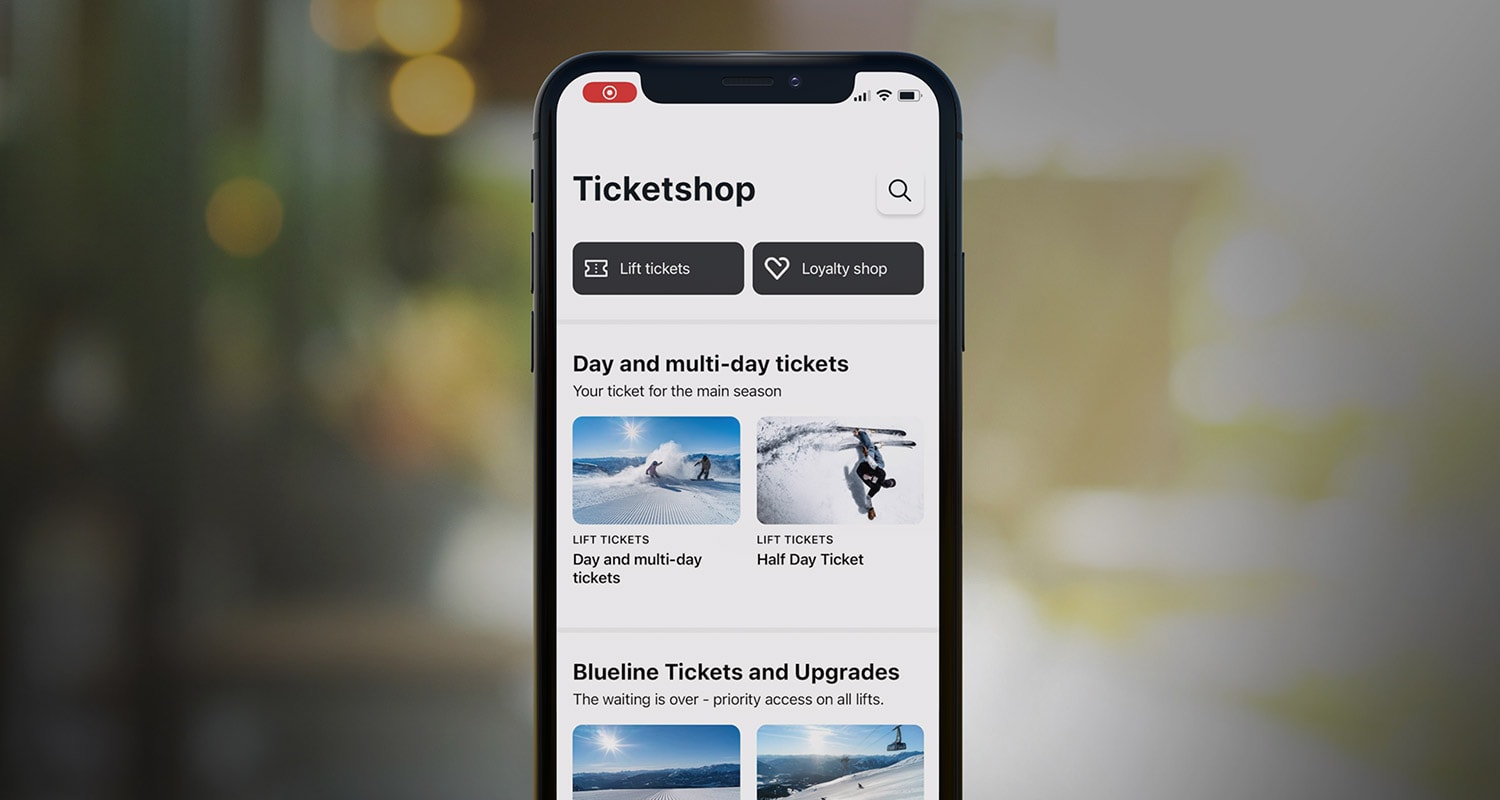 Ticketshop
Lift tickets
Loyalty shop
Day and multi-day tickets
Your ticket for the main season
LIFT TICKETS
Day and multi-day
tickets
LIFT TICKETS
Half Day Ticket
Blueline Tickets and Upgrades
The waiting is over - priority access on all lifts.